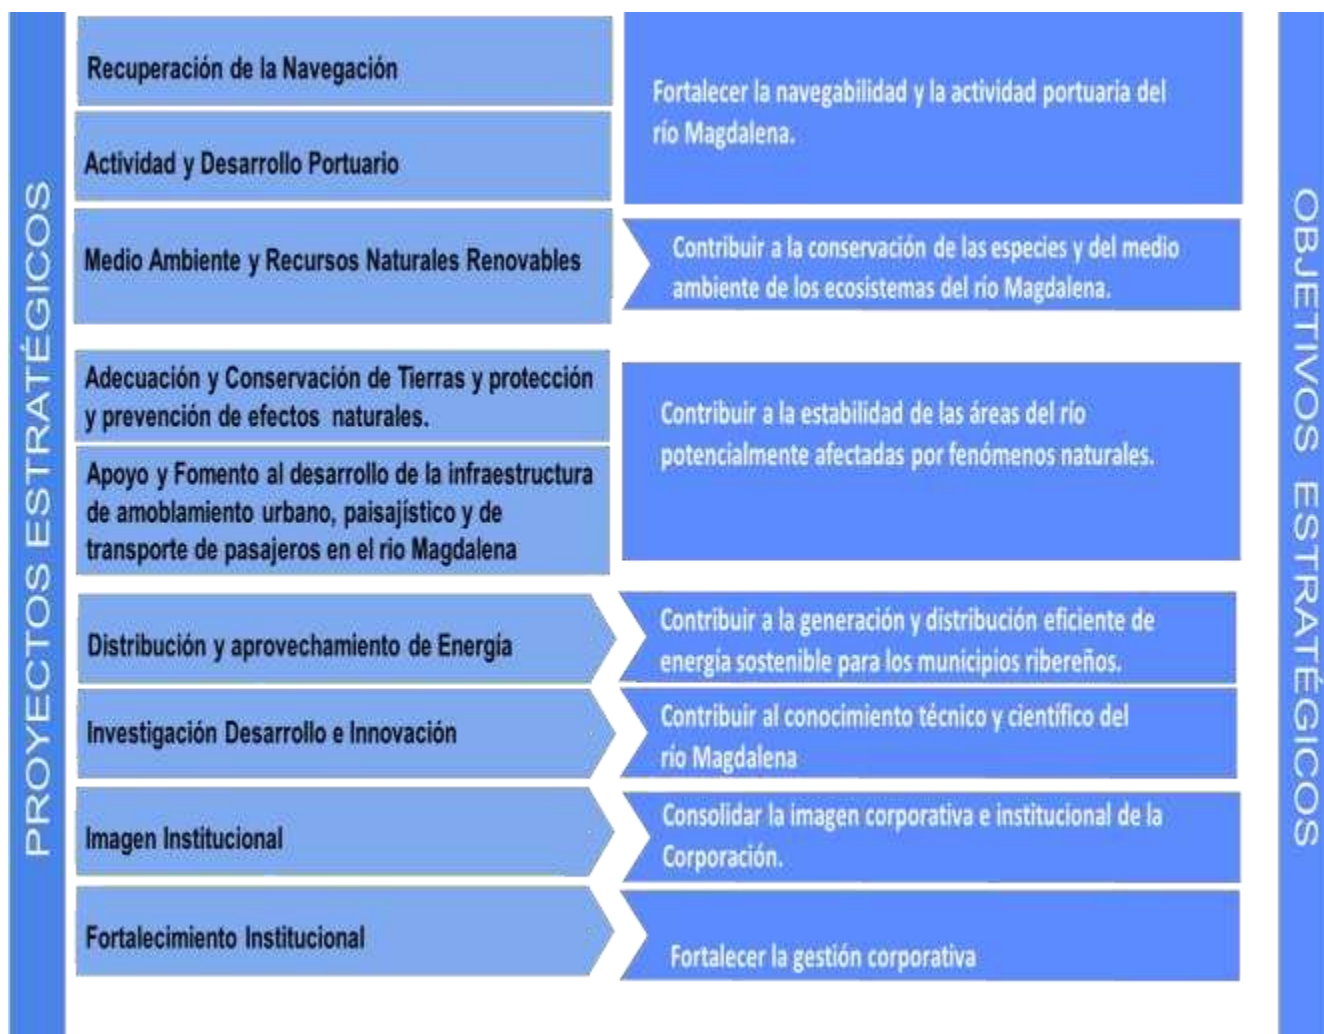 PROYECTOS ESTRATÉGICOS
Recuperación de la Navegación
Actividad y Desarrollo Portuario
Fortalecer la navegabilidad y la actividad portuaria del
río Magdalena.
Medio Ambiente y Recursos Naturales Renovables
Contribuir a la conservación de las especies y del medio
ambiente de los ecosistemas del río Magdalena.
Adecuación y Conservación de Tierras y protección
y prevención de efectos naturales.
Apoyo y Fomento al desarrollo de la infraestructura
de amoblamiento urbano, paisajístico y de
transporte de pasajeros en el río Magdalena
Contribuir a la estabilidad de las áreas del río
potencialmente afectadas por fenómenos naturales.
Distribución y aprovechamiento de Energía
Contribuir a la generación y distribución eficiente de
energía sostenible para los municipios ribereños.
Investigación Desarrollo e Innovación
Contribuir al conocimiento técnico y científico del
río Magdalena
Imagen Institucional
Consolidar la imagen corporativa e institucional de la
Corporación.
Fortalecimiento Institucional
Fortalecer la gestión corporativa
OBJETIVOS ESTRATÉGICOS